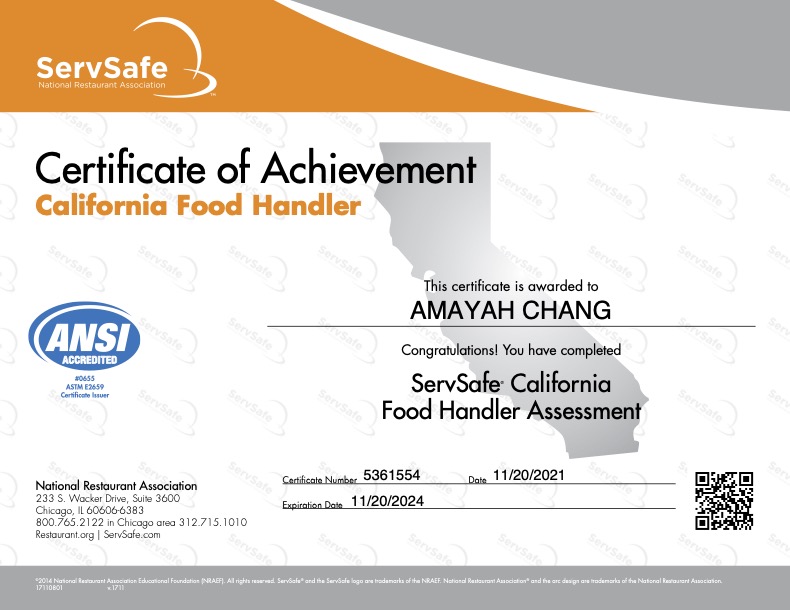 ServSafe
National Restaurant Association
™
Certificate of Achievement
California Food Handler
This certificate is awarded to
AMAYAH CHANG
Congratulations! You have completed
ServSafe® California
Food Handler Assessment
ANSI
ACCREDITED
#0655
ASTM E2659
Certificate Issuer
Certificate Number 5361554 Date 11/20/2021
Expiration Date 11/20/2024
National Restaurant Association
233 S. Wacker Drive, Suite 3600
Chicago, IL 60606-6383
800.765.2122 in Chicago area 312.715.1010
Restaurant.org | ServSafe.com
©2014 National Restaurant Association Educational Foundation (NRAEF). All rights reserved. ServSafe® and the ServSafe logo are trademarks of the NRAEF. National Restaurant Association® and the arc design are trademarks of the National Restaurant Association.
17110801 v.1711